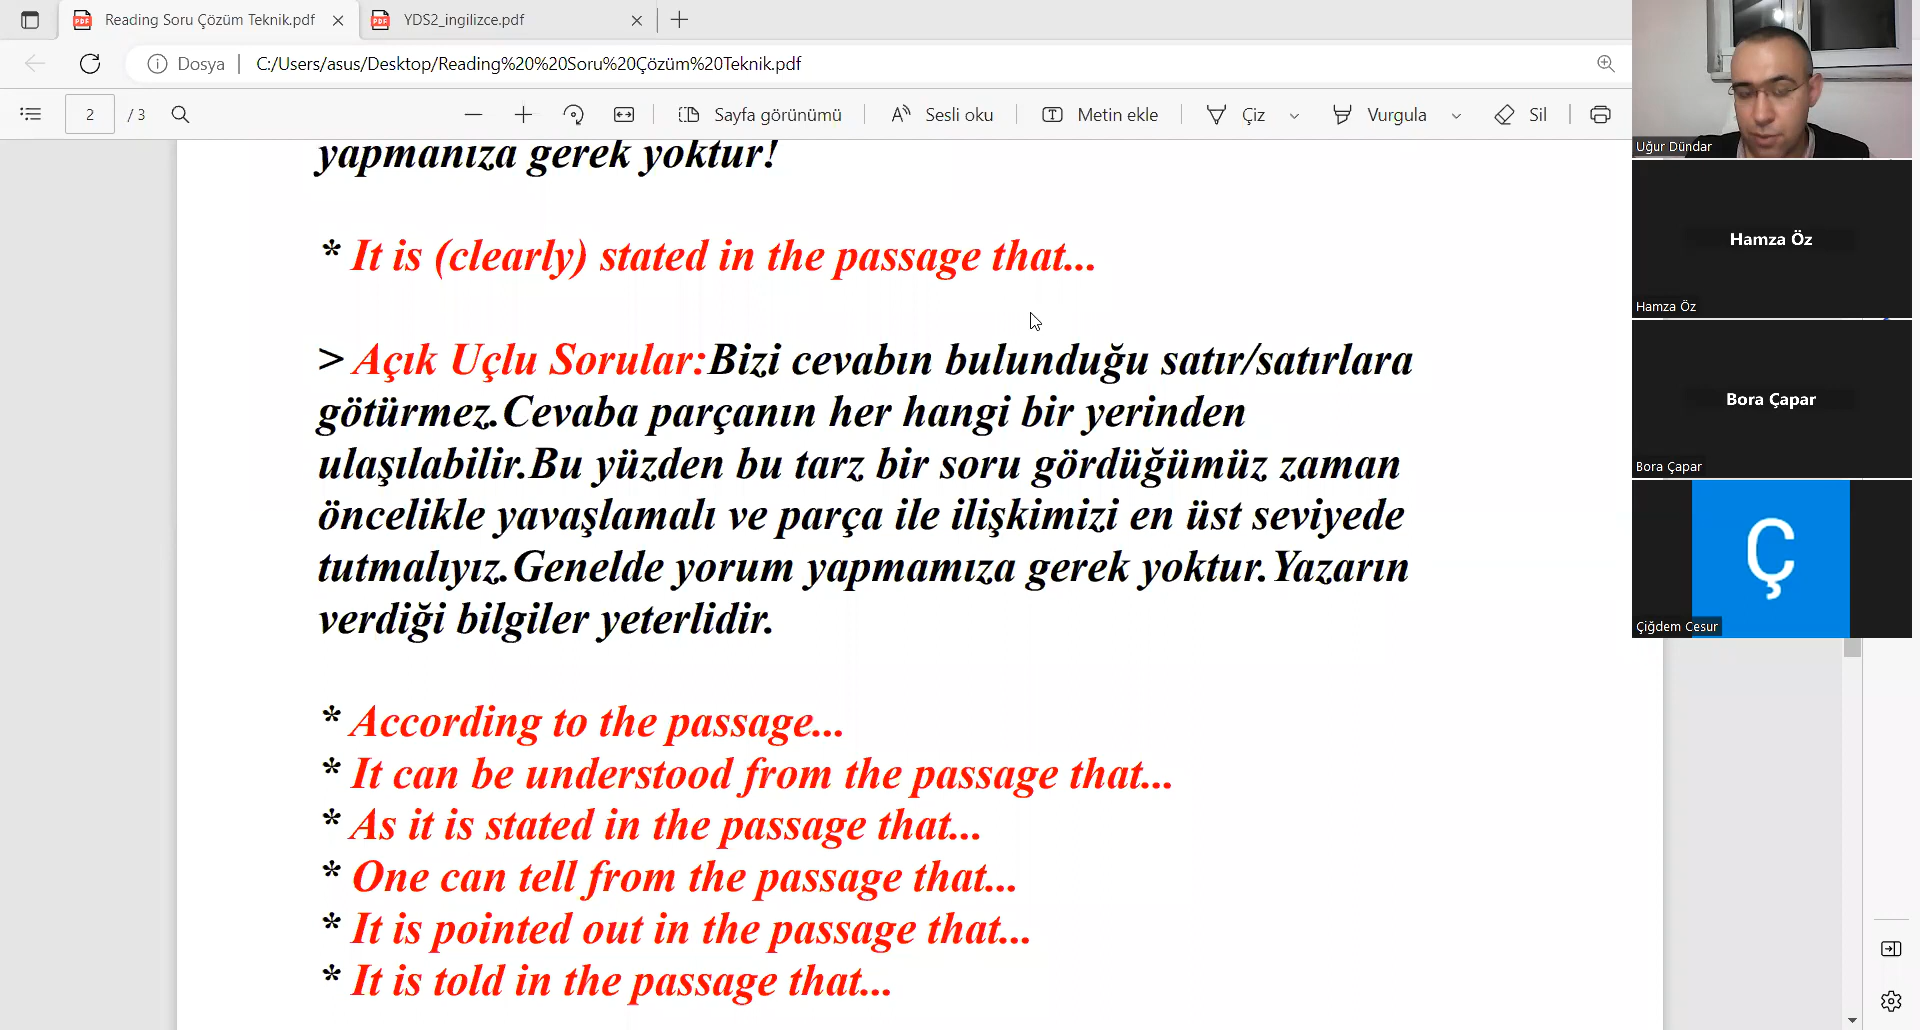 Reading Soru Çözüm Teknik.pdf
YDS2_ingilizce.pdf
Dosya
C:/Users/asus/Desktop/Reading%20%20Soru%20Çözüm%20Teknik.pdf
2 / 3
Sayfa görünümü
Sesli oku
Metin ekle
Çiz
Vurgula
Sil
yapmanıza gerek yoktur!
* It is (clearly) stated in the passage that...
> Açık Uçlu Sorular:Bizi cevabın bulunduğu satır/satırlara
götürmez.Cevaba parçanın her hangi bir yerinden
ulaşılabilir.Bu yüzden bu tarz bir soru gördüğümüz zaman
öncelikle yavaşlamalı ve parça ile ilişkimizi en üst seviyede
tutmalıyız.Genelde yorum yapmamıza gerek yoktur.Yazarın
verdiği bilgiler yeterlidir.
* According to the passage...
* It can be understood from the passage that...
* As it is stated in the passage that...
* One can tell from the passage that...
* It is pointed out in the passage that...
* It is told in the passage that...
Uğur Dündar
Hamza Öz
Hamza Öz
Bora Çapar
Bora Çapar
Ç
Çiğdem Cesur